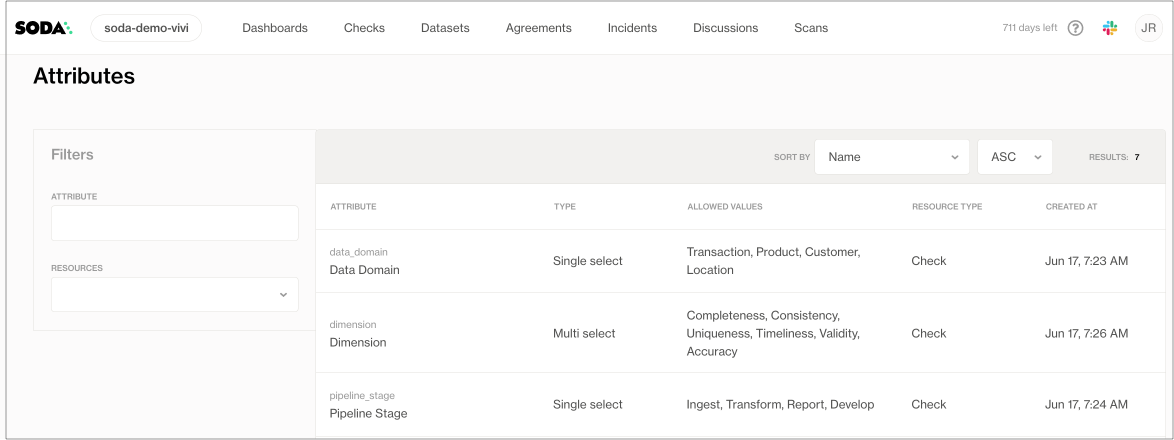 SODA
soda-demo-vivi
Dashboards
Checks
Datasets
Agreements
Incidents
Discussions
Scans
711 days left
?
JR
Attributes
Filters
ATTRIBUTE
RESOURCES
SORT BY
Name
ASC
RESULTS: 7
ATTRIBUTE
TYPE
ALLOWED VALUES
RESOURCE TYPE
CREATED AT
data_domain
Data Domain
Single select
Transaction, Product, Customer,
Location
Check
Jun 17, 7:23 AM
dimension
Dimension
Multi select
Completeness, Consistency,
Uniqueness, Timeliness, Validity,
Accuracy
Check
Jun 17, 7:26 AM
pipeline_stage
Pipeline Stage
Single select
Ingest, Transform, Report, Develop
Check
Jun 17, 7:24 AM